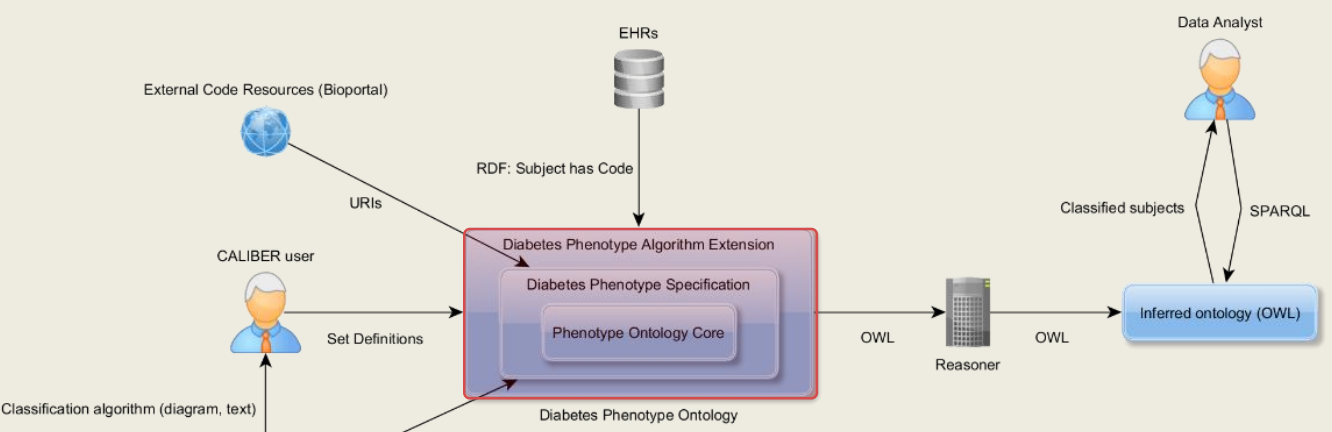 Data Analyst
EHRs
External Code Resources (Bioportal)
RDF: Subject has Code
URIs
Classified subjects
SPARQL
Diabetes Phenotype Algorithm Extension
CALIBER user
Diabetes Phenotype Specification
Phenotype Ontology Core
Inferred ontology (OWL)
Set Definitions
OWL
OWL
Reasoner
Classification algorithm (diagram, text)
Diabetes Phenotype Ontology